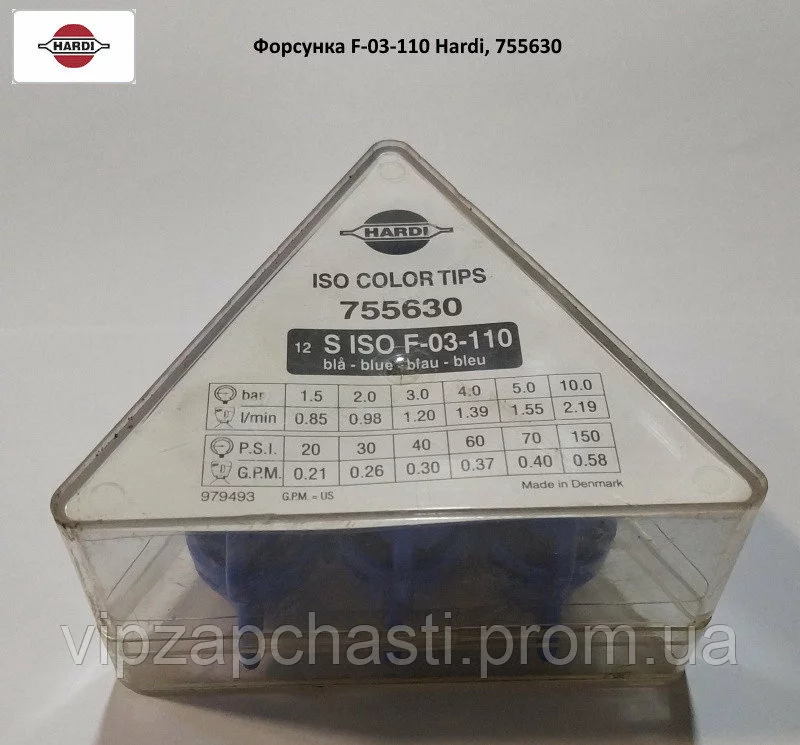 HARDI
Форсунка F-03-110 Hardi, 755630
HARDI
ISO COLOR TIPS
755630
12 S ISO F-03-110
blå - blue - blau - bleu
bar 1.5 2.0 3.0 4.0 5.0 10.0
l/min 0.85 0.98 1.20 1.39 1.55 2.19
P.S.I. 20 30 40 60 70 150
G.P.M. 0.21 0.26 0.30 0.37 0.40 0.58
979493 G.P.M. = US Made in Denmark
vipzapchasti.prom.ua